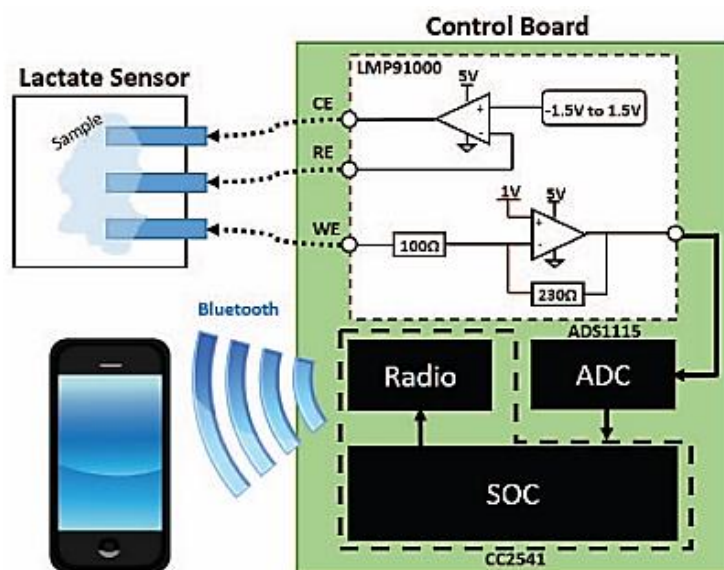 Control Board
Lactate Sensor
LMP91000
Sample
CE
5V
+
-
-1.5V to 1.5V
RE
WE
1V
5V
+
-
100Ω
230Ω
Bluetooth
ADS1115
Radio
ADC
SOC
CC2541